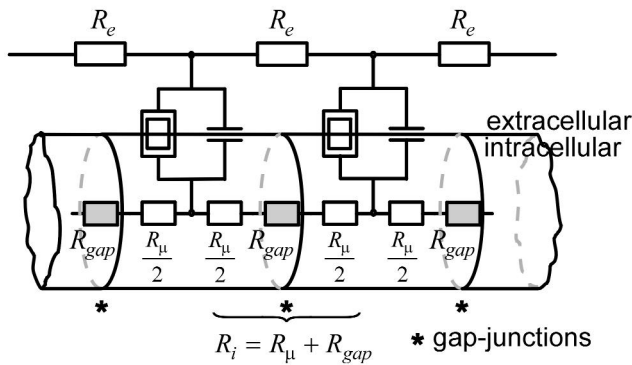 R_e R_e R_e
extracellular
intracellular
R_gap R_μ/2 R_μ/2 R_gap R_μ/2 R_μ/2 R_gap
* * *
R_i = R_μ + R_gap
* gap-junctions